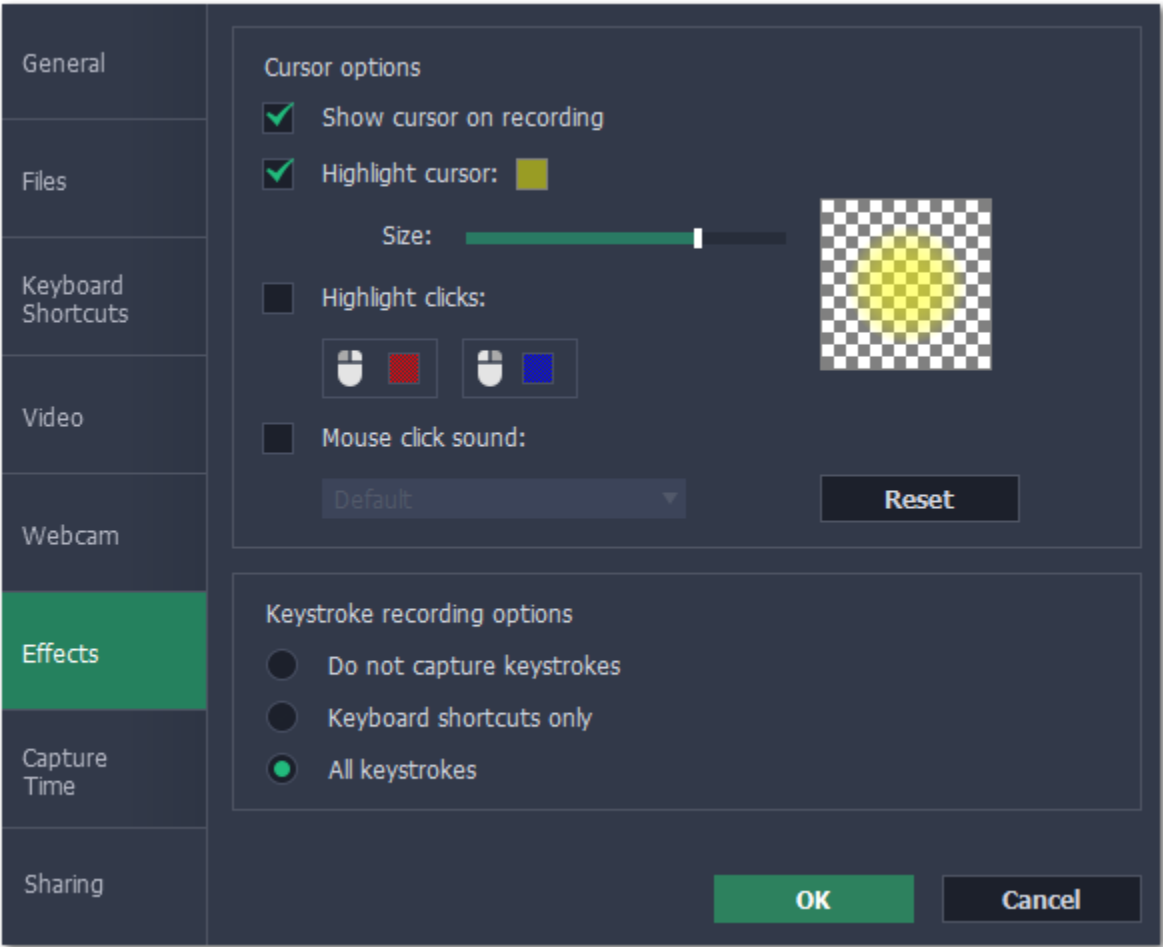 General
Files
Keyboard
Shortcuts
Video
Webcam
Effects
Capture
Time
Sharing
Cursor options
Show cursor on recording
Highlight cursor:
Size:
Highlight clicks:
Mouse click sound:
Default
Reset
Keystroke recording options
Do not capture keystrokes
Keyboard shortcuts only
All keystrokes
OK
Cancel